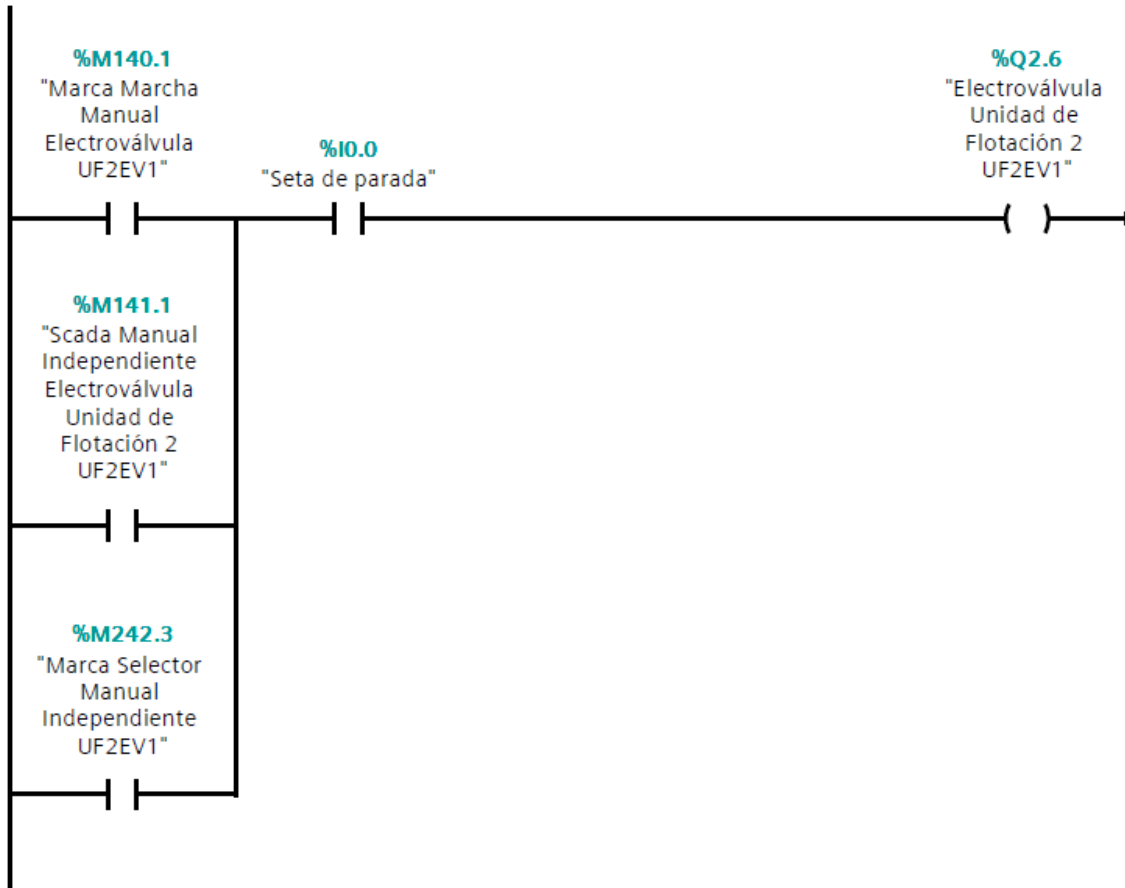 %M140.1
"Marca Marcha
Manual
Electroválvula
UF2EV1"
%I0.0
"Seta de parada"
%Q2.6
"Electroválvula
Unidad de
Flotación 2
UF2EV1"
%M141.1
"Scada Manual
Independiente
Electroválvula
Unidad de
Flotación 2
UF2EV1"
%M242.3
"Marca Selector
Manual
Independiente
UF2EV1"